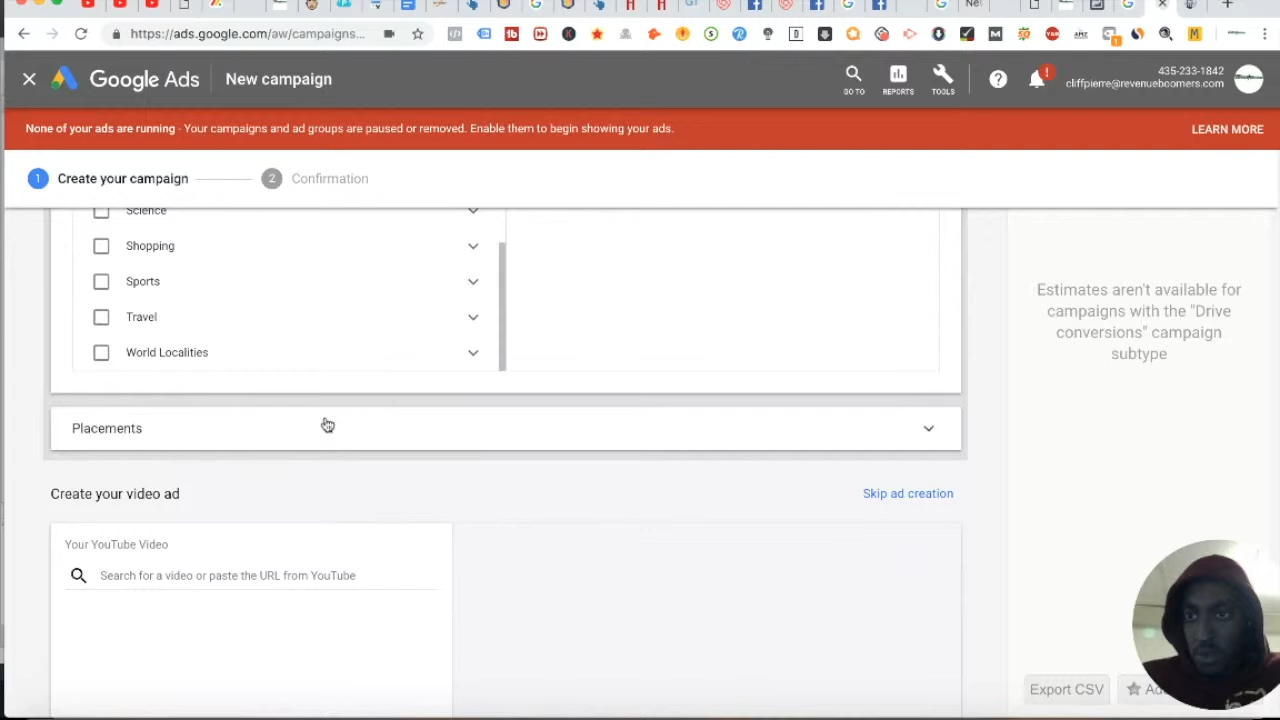 https://ads.google.com/aw/campaigns...
Google Ads
New campaign
GO TO
REPORTS
TOOLS
435-233-1842
cliffpierre@revenueboomers.com
None of your ads are running - Your campaigns and ad groups are paused or removed. Enable them to begin showing your ads.
LEARN MORE
1 Create your campaign
2 Confirmation
Science
Shopping
Sports
Travel
World Localities
Estimates aren't available for
campaigns with the "Drive
conversions" campaign
subtype
Placements
Create your video ad
Skip ad creation
Your YouTube Video
Search for a video or paste the URL from YouTube
Export CSV